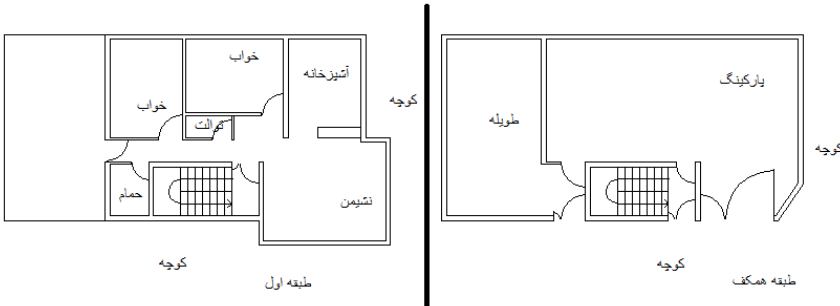 پارکینگ
طویله
کوچه
کوچه
طبقه همکف
خواب
آشپزخانه
کوچه
خواب
توالت
حمام
نشیمن
کوچه
طبقه اول